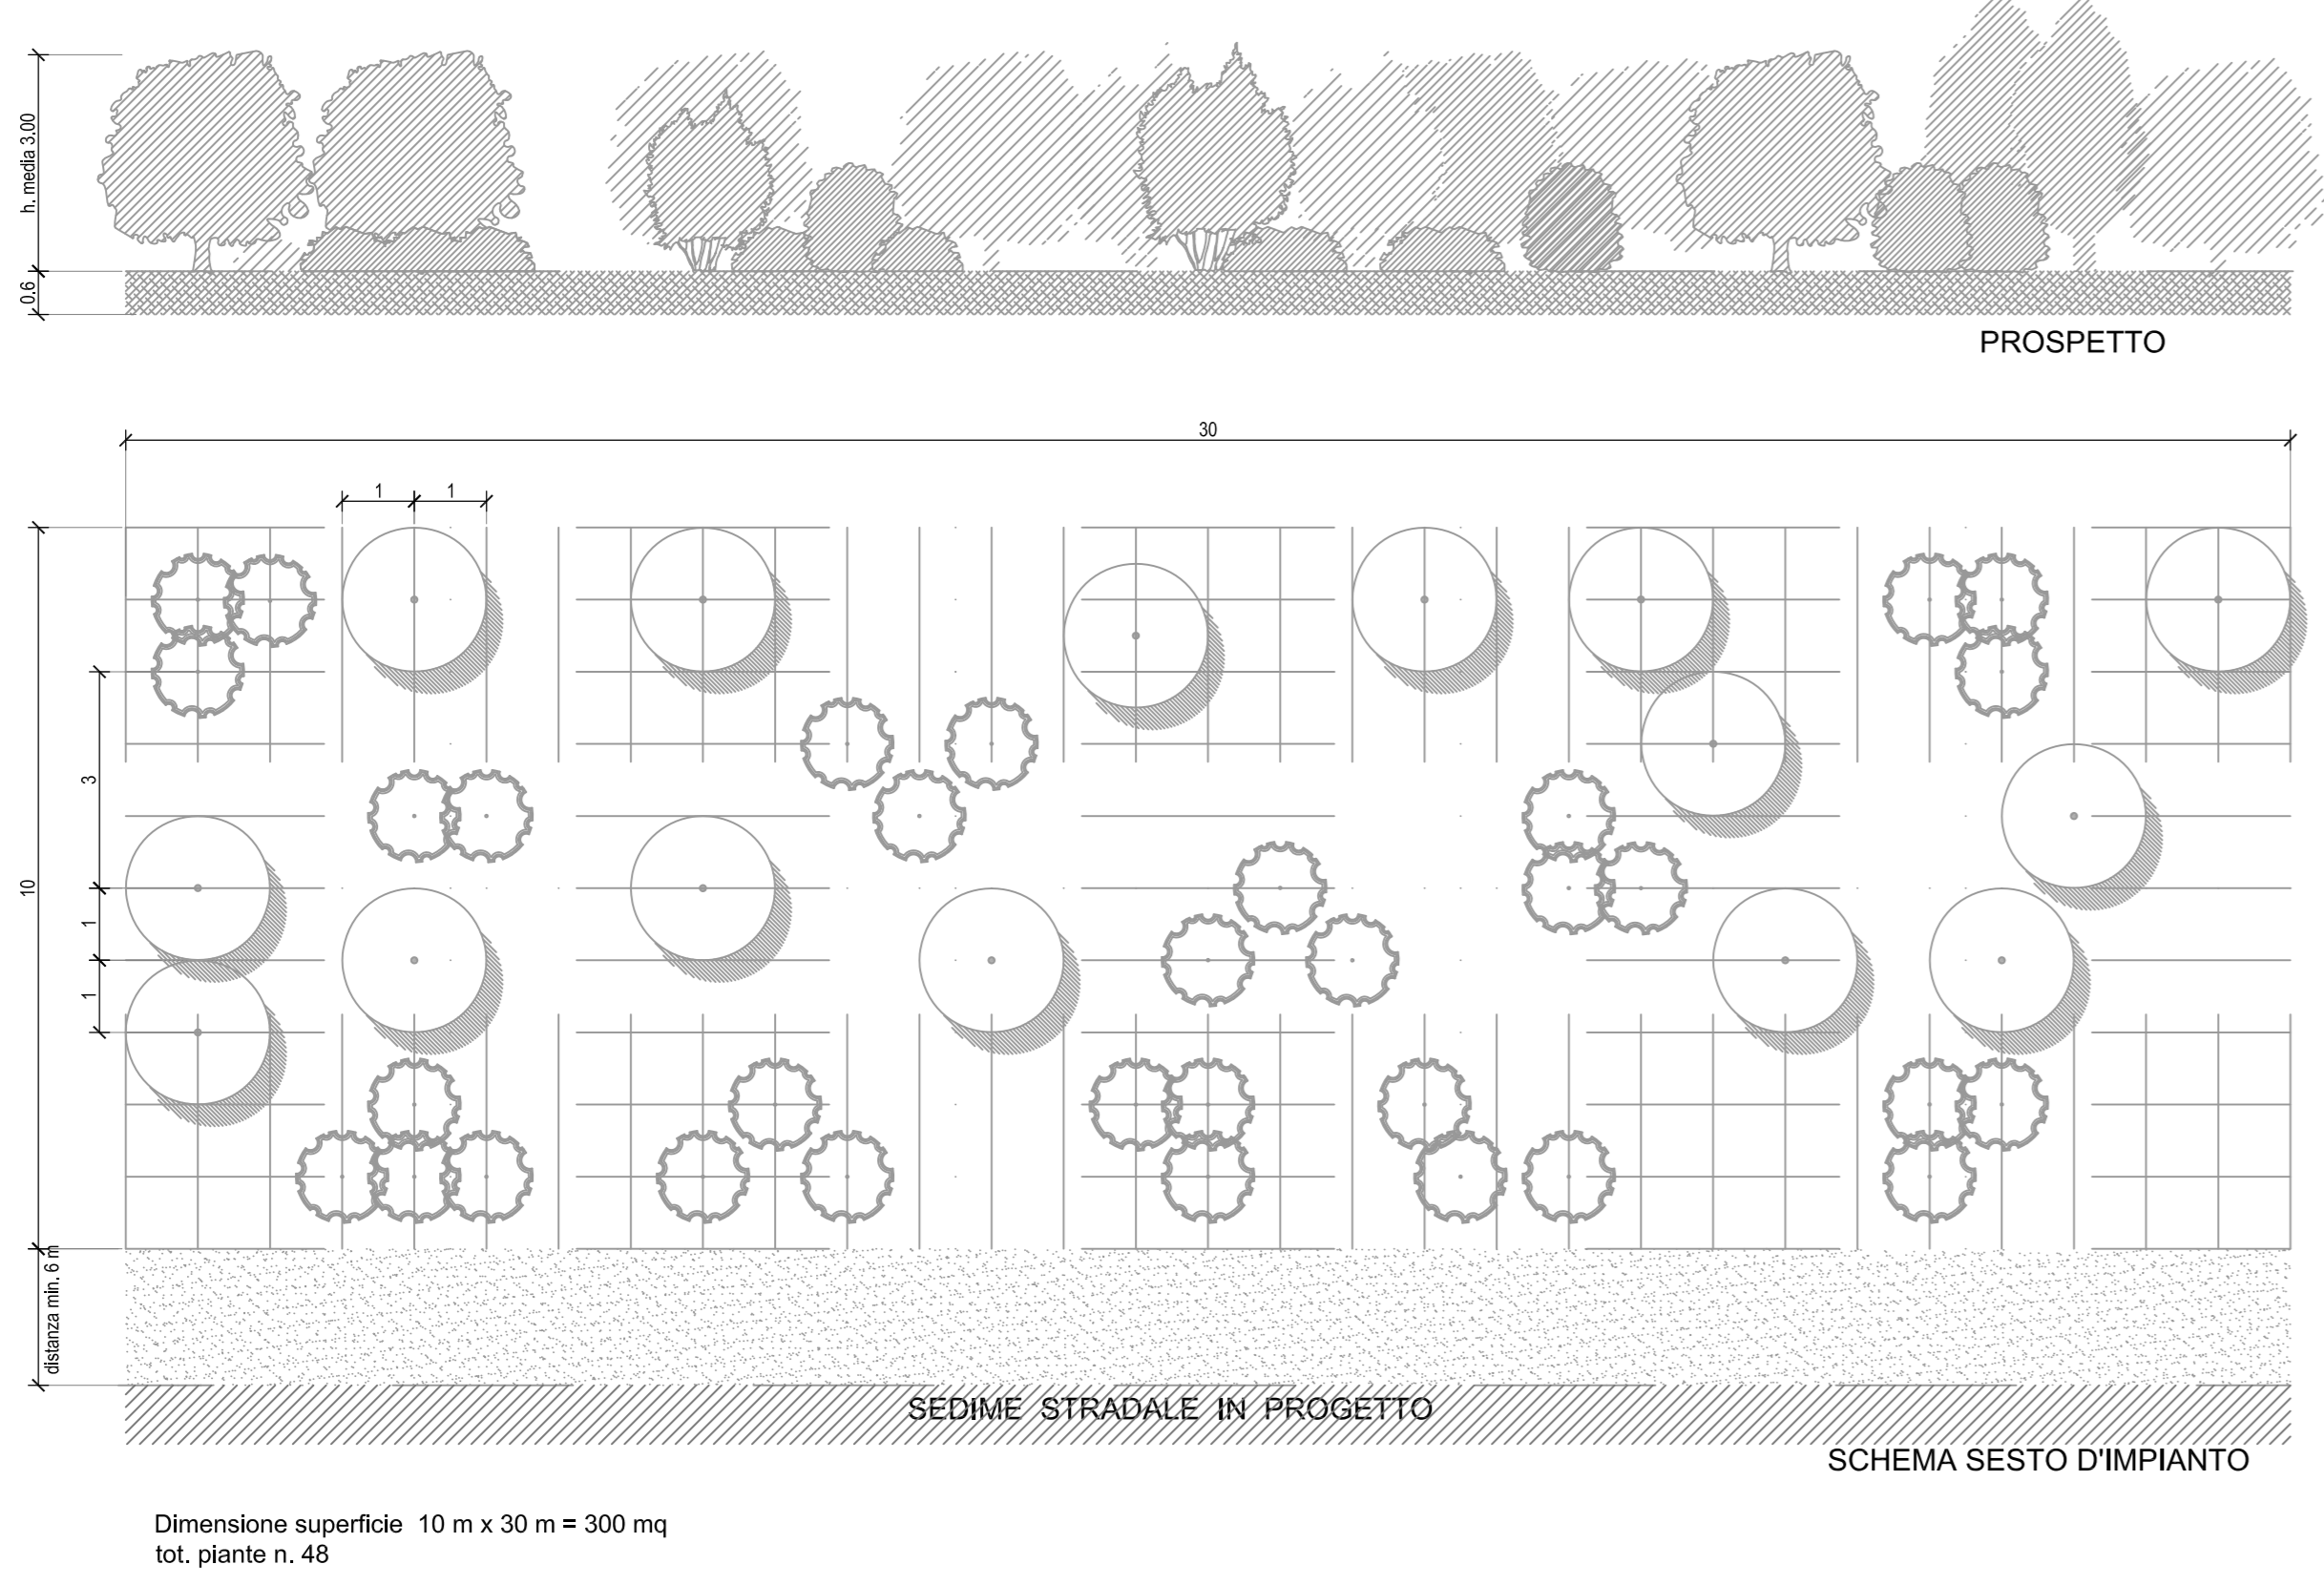 h. media 3.00
0.6
PROSPETTO
30
1 1
10
3
1
1
distanza min. 6 m
SEDIME STRADALE IN PROGETTO
SCHEMA SESTO D'IMPIANTO
Dimensione superficie 10 m x 30 m = 300 mq
tot. piante n. 48